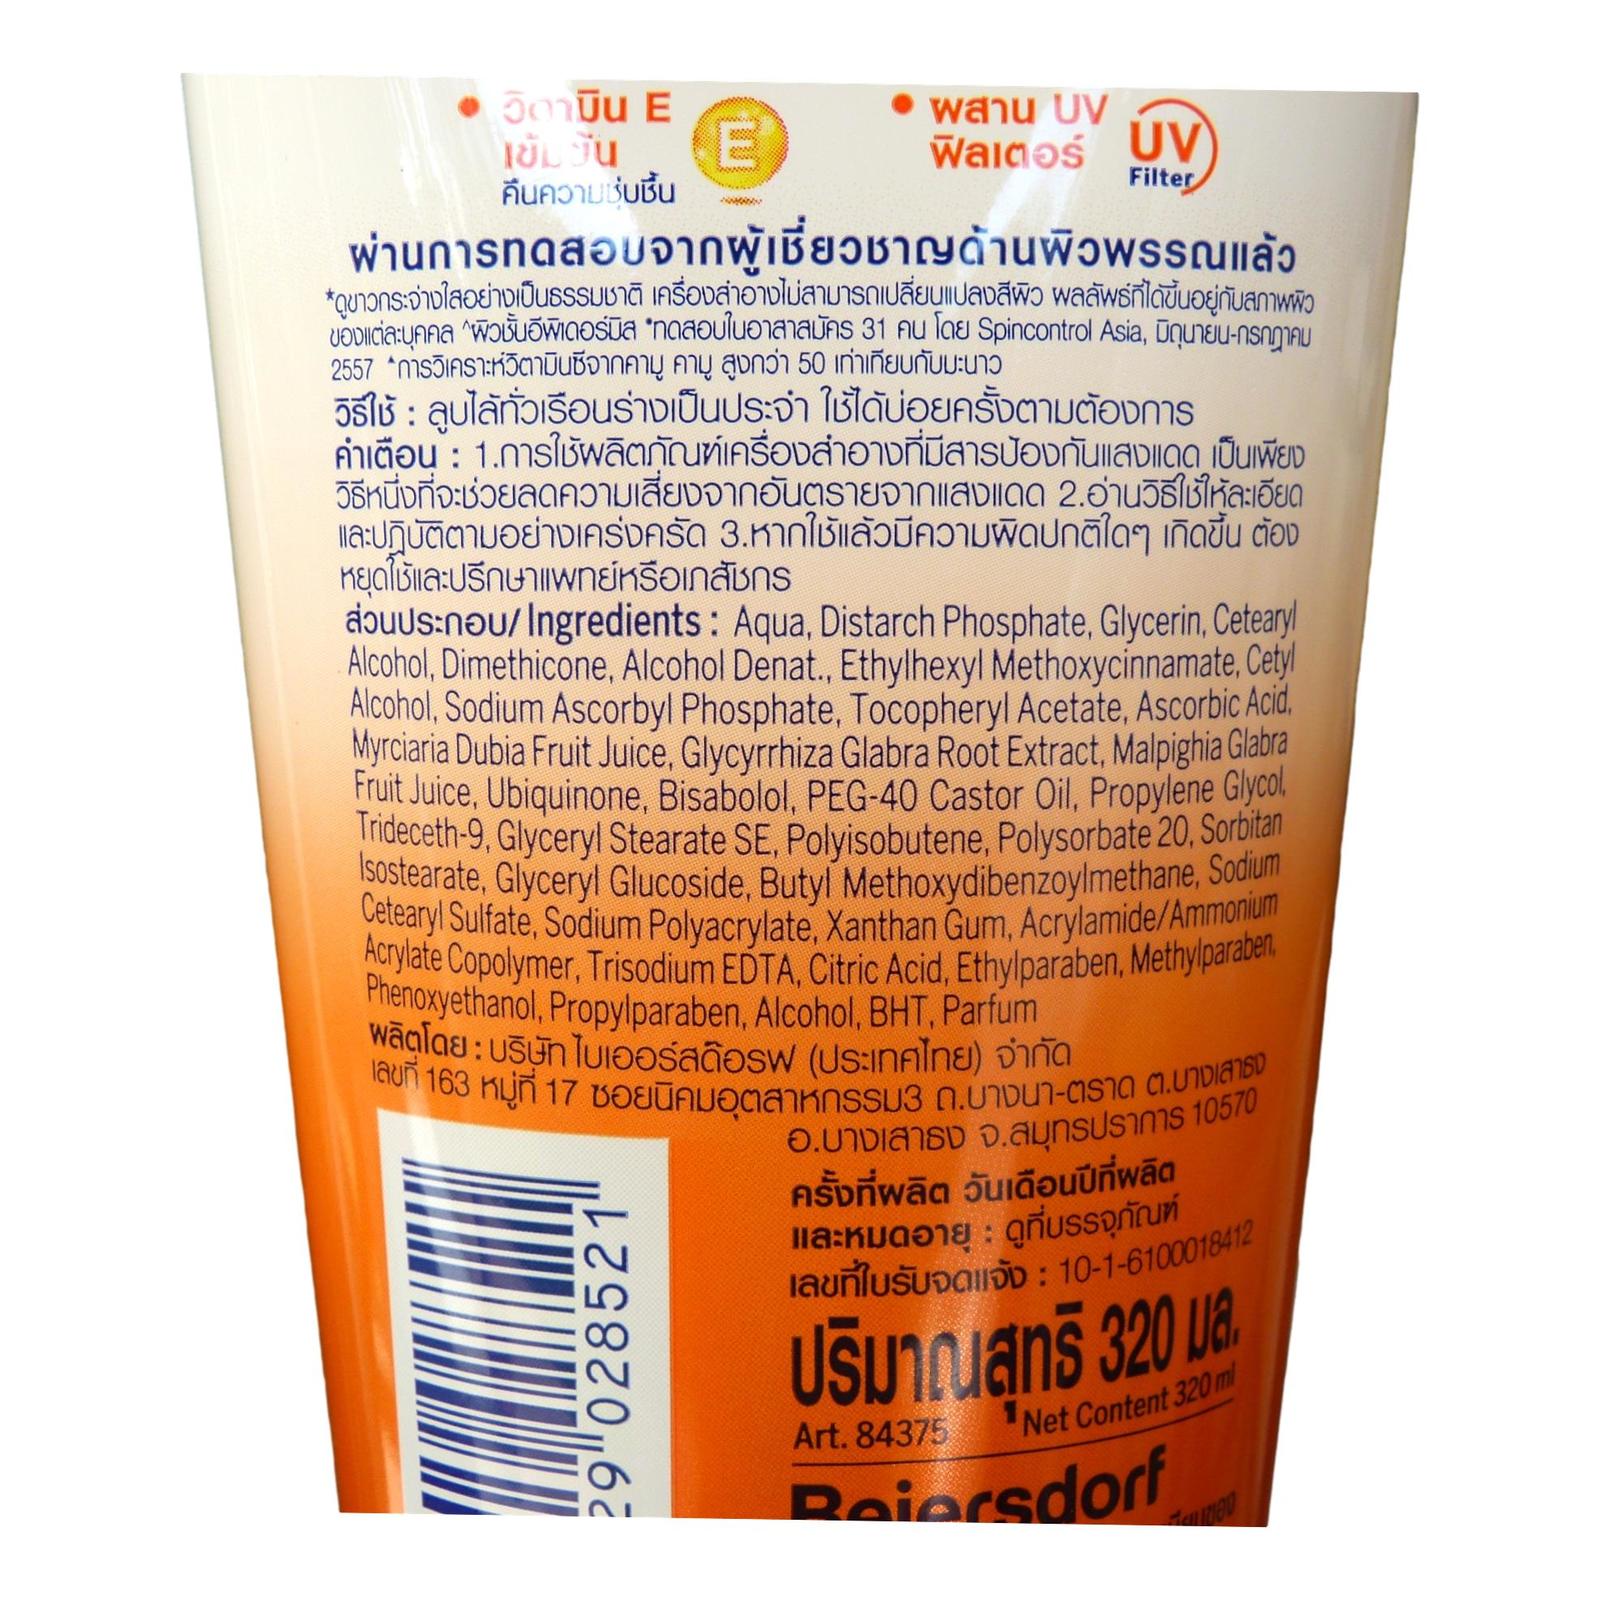 • วิตามิน E
เข้มข้น
คืนความชุ่มชื้น
E
• ผสาน UV
ฟิลเตอร์
UV
Filter
ผ่านการทดสอบจากผู้เชี่ยวชาญด้านผิวพรรณแล้ว
*ดูขาวกระจ่างใสอย่างเป็นธรรมชาติ เครื่องสำอางไม่สามารถเปลี่ยนแปลงสีผิว ผลลัพธ์ที่ได้ขึ้นอยู่กับสภาพผิว
ของแต่ละบุคคล ^ผิวชั้นอีพิเดอร์มิส *ทดสอบในอาสาสมัคร 31 คน โดย Spincontrol Asia, มิถุนายน-กรกฎาคม
2557 *การวิเคราะห์วิตามินซีจากคามู คามู สูงกว่า 50 เท่าเทียบกับมะนาว
วิธีใช้ : ลูบไล้ทั่วเรือนร่างเป็นประจำ ใช้ได้บ่อยครั้งตามต้องการ
คำเตือน : 1.การใช้ผลิตภัณฑ์เครื่องสำอางที่มีสารป้องกันแสงแดด เป็นเพียง
วิธีหนึ่งที่จะช่วยลดความเสี่ยงจากอันตรายจากแสงแดด 2.อ่านวิธีใช้ให้ละเอียด
และปฏิบัติตามอย่างเคร่งครัด 3.หากใช้แล้วมีความผิดปกติใดๆ เกิดขึ้น ต้อง
หยุดใช้และปรึกษาแพทย์หรือเภสัชกร
ส่วนประกอบ/ Ingredients : Aqua, Distarch Phosphate, Glycerin, Cetearyl
Alcohol, Dimethicone, Alcohol Denat., Ethylhexyl Methoxycinnamate, Cetyl
Alcohol, Sodium Ascorbyl Phosphate, Tocopheryl Acetate, Ascorbic Acid,
Myrciaria Dubia Fruit Juice, Glycyrrhiza Glabra Root Extract, Malpighia Glabra
Fruit Juice, Ubiquinone, Bisabolol, PEG-40 Castor Oil, Propylene Glycol,
Trideceth-9, Glyceryl Stearate SE, Polyisobutene, Polysorbate 20, Sorbitan
Isostearate, Glyceryl Glucoside, Butyl Methoxydibenzoylmethane, Sodium
Cetearyl Sulfate, Sodium Polyacrylate, Xanthan Gum, Acrylamide/Ammonium
Acrylate Copolymer, Trisodium EDTA, Citric Acid, Ethylparaben, Methylparaben,
Phenoxyethanol, Propylparaben, Alcohol, BHT, Parfum
ผลิตโดย : บริษัท ไบเออร์สด๊อรฟ (ประเทศไทย) จำกัด
เลขที่ 163 หมู่ที่ 17 ซอยนิคมอุตสาหกรรม3 ถ.บางนา-ตราด ต.บางเสาธง
อ.บางเสาธง จ.สมุทรปราการ 10570
ครั้งที่ผลิต วันเดือนปีที่ผลิต
และหมดอายุ : ดูที่บรรจุภัณฑ์
เลขที่ใบรับจดแจ้ง : 10-1-6100018412
ปริมาณสุทธิ 320 มล.
Art. 84375 Net Content 320 ml
Beiersdorf
29 028521